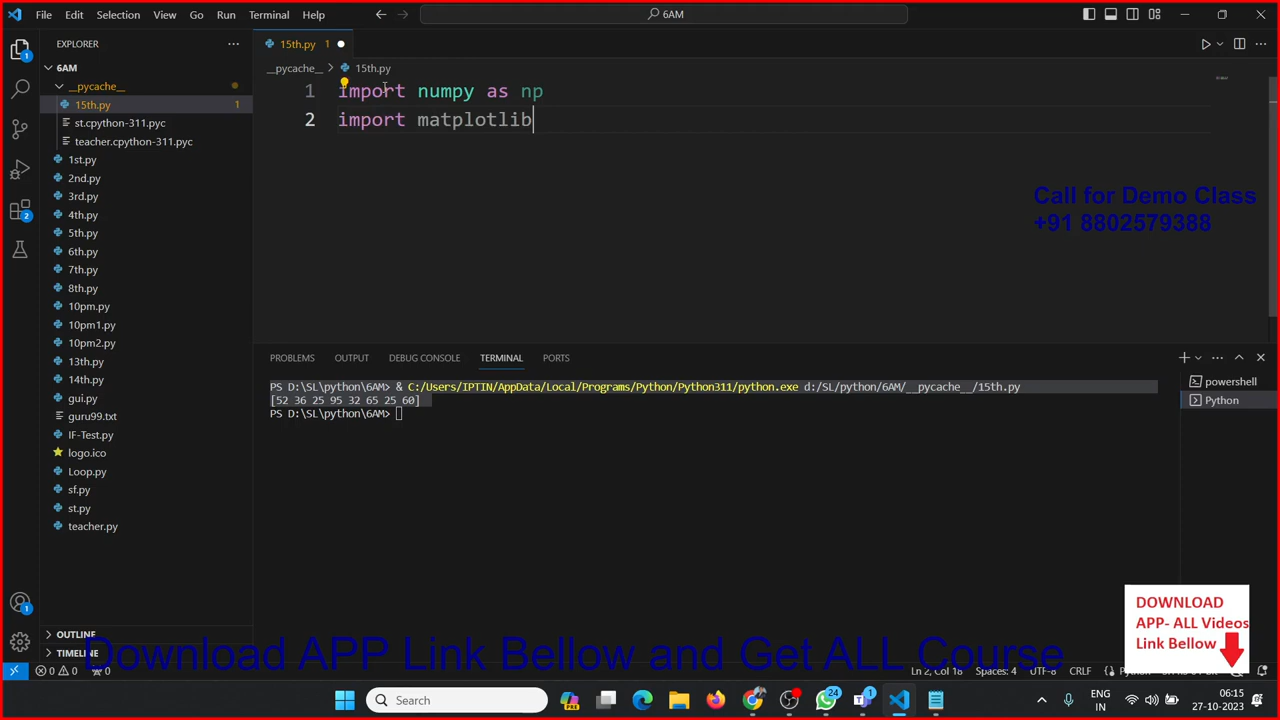 File Edit Selection View Go Run Terminal Help
6AM
EXPLORER
15th.py 1
6AM
__pycache__ > 15th.py
__pycache__
15th.py 1
st.cpython-311.pyc
teacher.cpython-311.pyc
1st.py
2nd.py
3rd.py
4th.py
5th.py
6th.py
7th.py
8th.py
10pm.py
10pm1.py
10pm2.py
13th.py
14th.py
gui.py
guru99.txt
IF-Test.py
logo.ico
Loop.py
sf.py
st.py
teacher.py
OUTLINE
TIMELINE
1 import numpy as np
2 import matplotlib
Call for Demo Class
+91 8802579388
PROBLEMS OUTPUT DEBUG CONSOLE TERMINAL PORTS
PS D:\SL\python\6AM> & C:/Users/IPTIN/AppData/Local/Programs/Python/Python311/python.exe d:/SL/python/6AM/__pycache__/15th.py
[52 36 25 95 32 65 25 60]
PS D:\SL\python\6AM>
powershell
Python
DOWNLOAD
APP- ALL Videos
Link Bellow
Download APP Link Bellow and Get ALL Course
0 0 0
Ln 2, Col 18 Spaces: 4 UTF-8 CRLF
Search
24
1
ENG
IN
06:15
27-10-2023